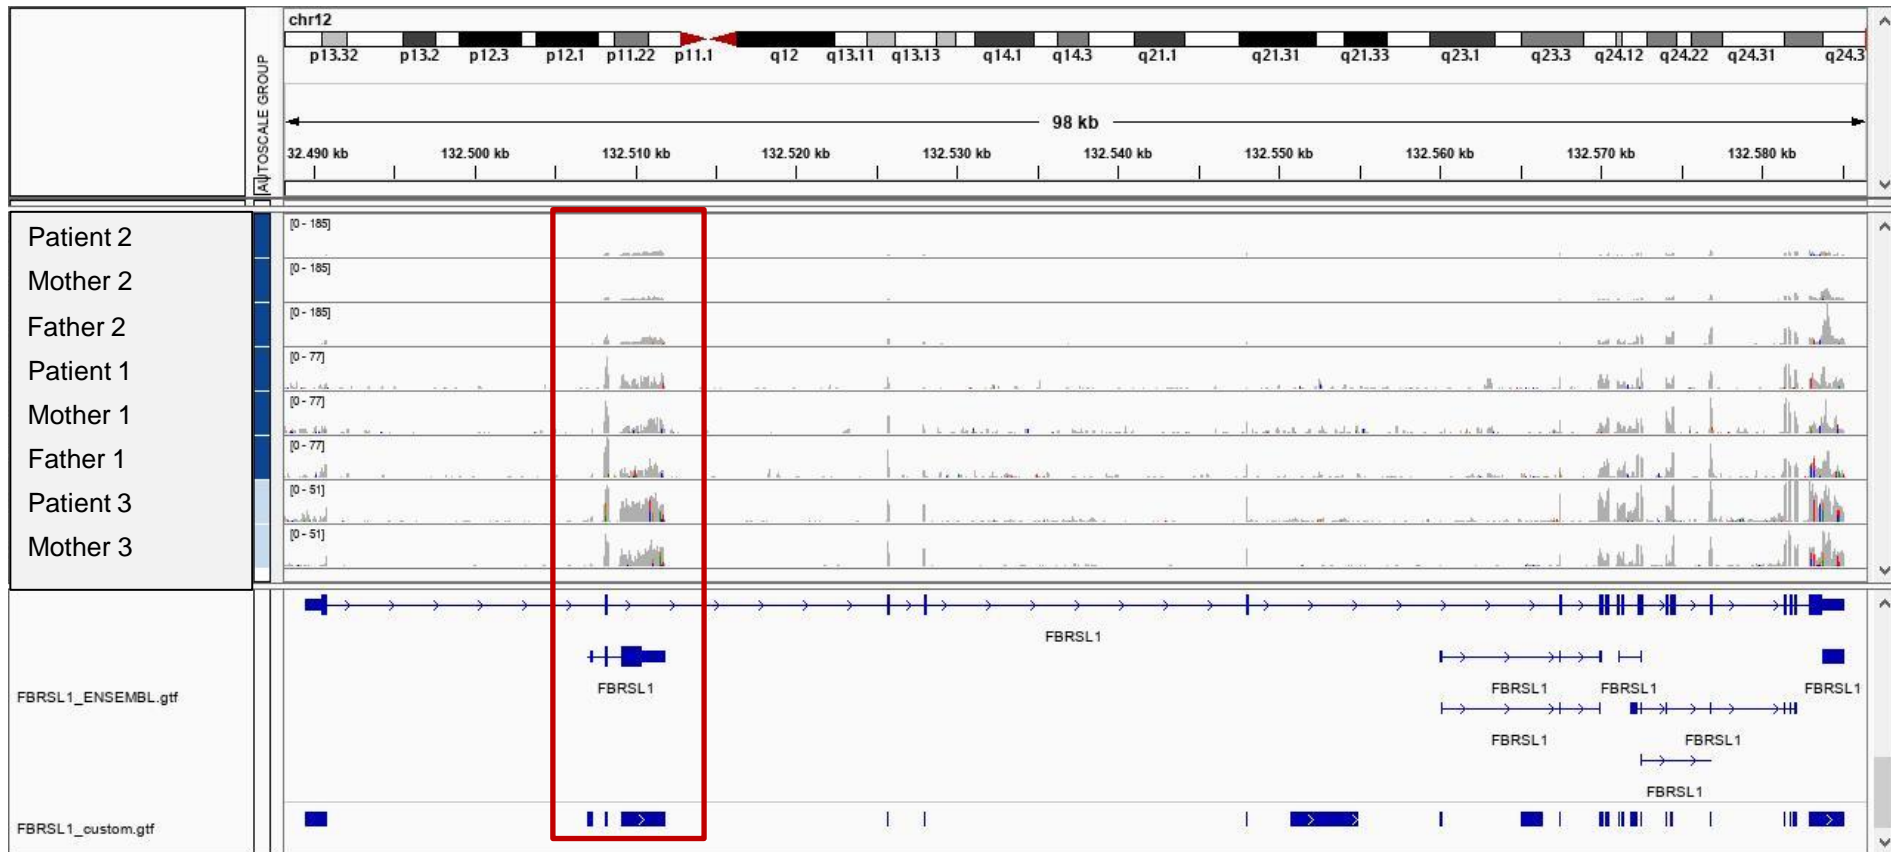 chr12
p13.32 p13.2 p12.3 p12.1 p11.22 p11.1 q12 q13.11 q13.13 q14.1 q14.3 q21.1 q21.31 q21.33 q23.1 q23.3 q24.12 q24.22 q24.31 q24.3
AUTOSCALE GROUP
98 kb
32.490 kb 132.500 kb 132.510 kb 132.520 kb 132.530 kb 132.540 kb 132.550 kb 132.560 kb 132.570 kb 132.580 kb
Patient 2 [0 - 185]
Mother 2 [0 - 185]
Father 2 [0 - 185]
Patient 1 [0 - 77]
Mother 1 [0 - 77]
Father 1 [0 - 77]
Patient 3 [0 - 51]
Mother 3 [0 - 51]
FBRSL1
FBRSL1 FBRSL1 FBRSL1 FBRSL1
FBRSL1_ENSEMBL.gtf
FBRSL1 FBRSL1
FBRSL1
FBRSL1_custom.gtf